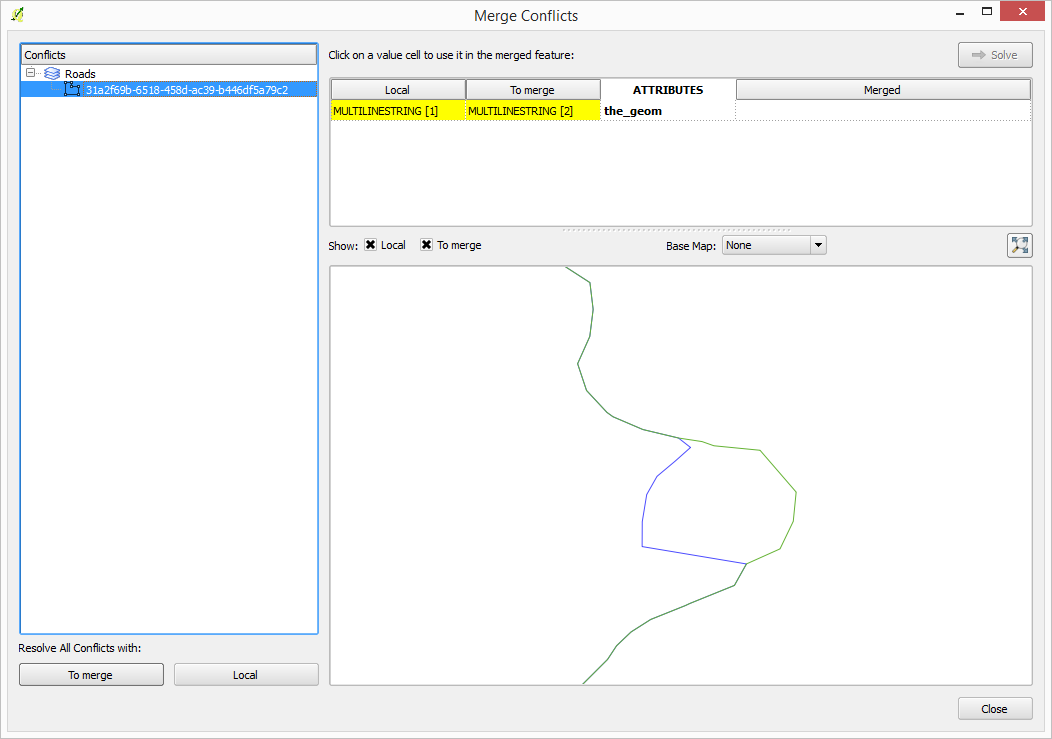 Merge Conflicts
Conflicts
Roads
31a2f69b-6518-458d-ac39-b446df5a79c2
Resolve All Conflicts with:
To merge
Local
Click on a value cell to use it in the merged feature:
Solve
Local To merge ATTRIBUTES Merged
MULTILINESTRING [1] MULTILINESTRING [2] the_geom
Show: Local To merge Base Map: None
Close